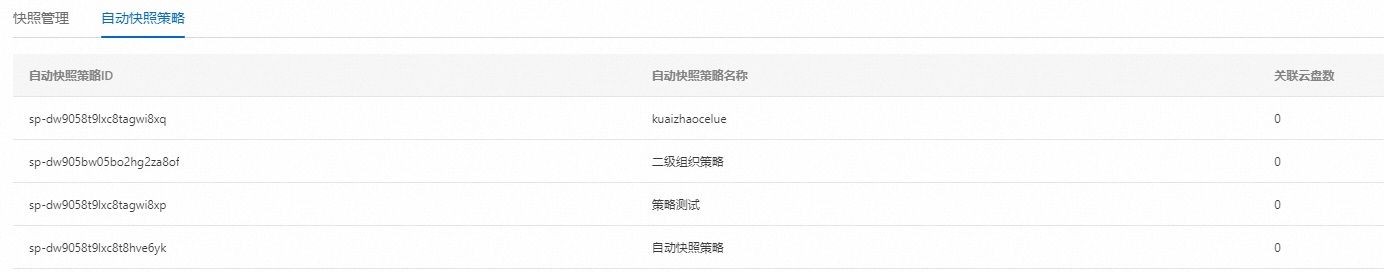 快照管理 自动快照策略
自动快照策略ID 自动快照策略名称 关联云盘数
sp-dw9058t9lxc8tagwi8xq kuaizhaocelue 0
sp-dw905bw05bo2hg2za8of 二级组织策略 0
sp-dw9058t9lxc8tagwi8xp 策略测试 0
sp-dw9058t9lxc8t8hve6yk 自动快照策略 0